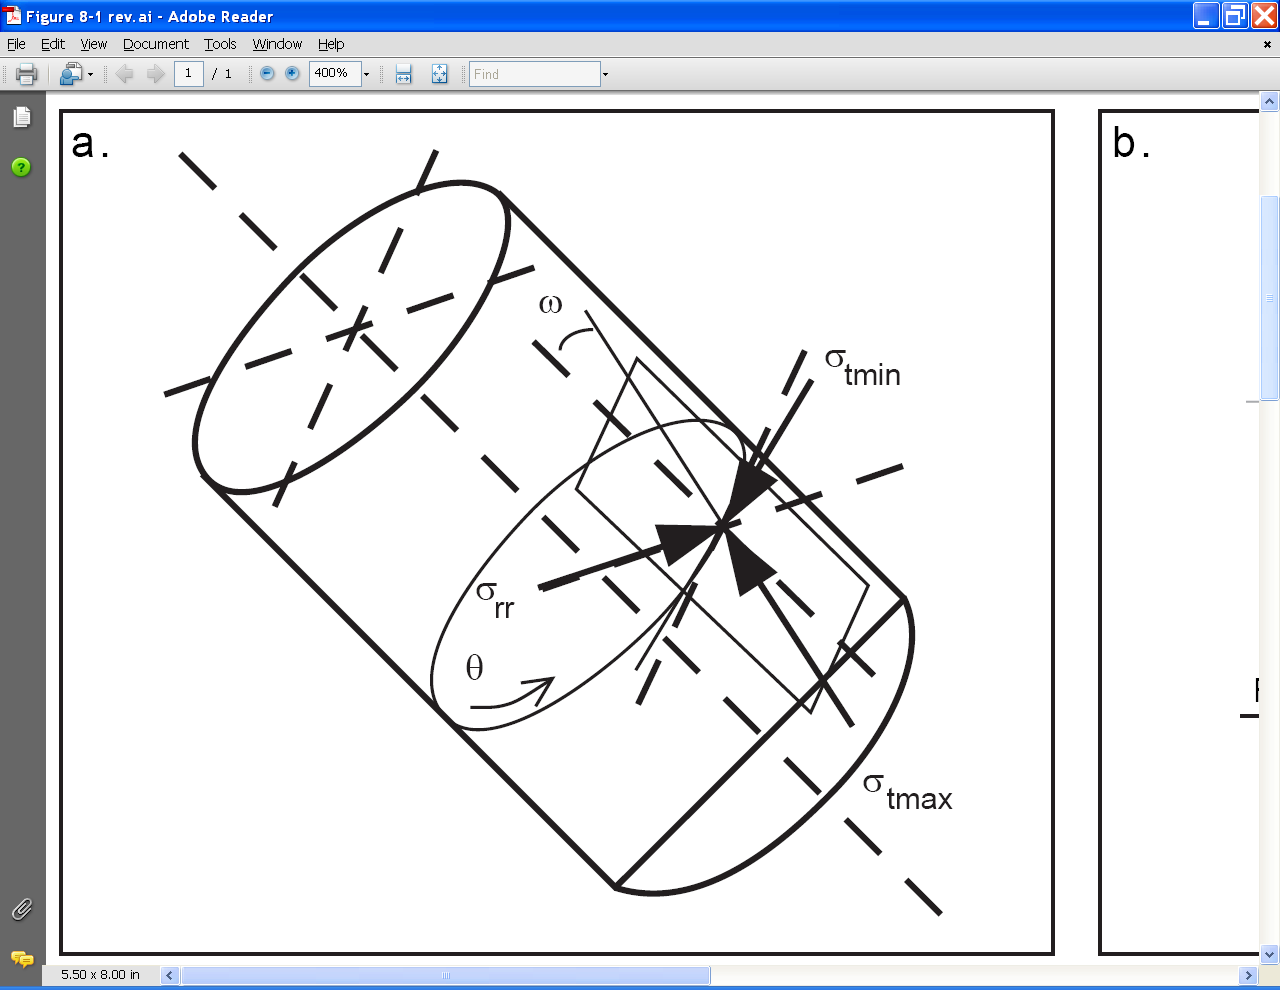 Figure 8-1 rev.ai - Adobe Reader
File Edit View Document Tools Window Help
1 / 1 400% Find
a.
b.
ω
σtmin
σrr
θ
σtmax
5.50 x 8.00 in